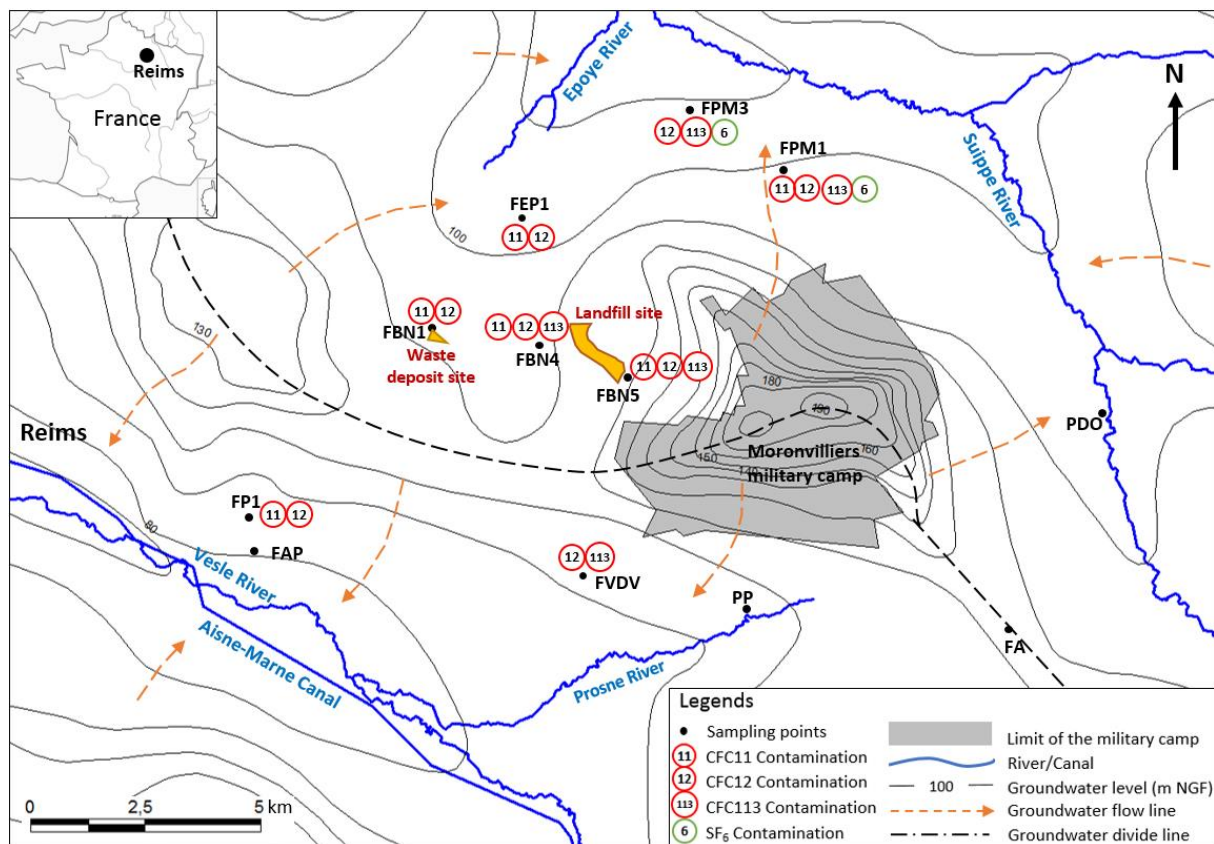 Reims
France
Epoye River
N
FPM3
12 113 6
FPM1
11 12 113 6
Suippe River
FEP1
11 12
100
130
11 12
FBN1
Waste
deposit site
11 12 113
FBN4
Landfill site
FBN5
11 12 113
180
190
150
160
140
Moronvilliers
military camp
PDO
Reims
80
FP1
11 12
FAP
Vesle River
Aisne-Marne Canal
12 113
FVDV
PP
Prosne River
FA
0 2,5 5 km
Legends
Sampling points
11 CFC11 Contamination
12 CFC12 Contamination
113 CFC113 Contamination
6 SF6 Contamination
Limit of the military camp
River/Canal
100 Groundwater level (m NGF)
Groundwater flow line
Groundwater divide line